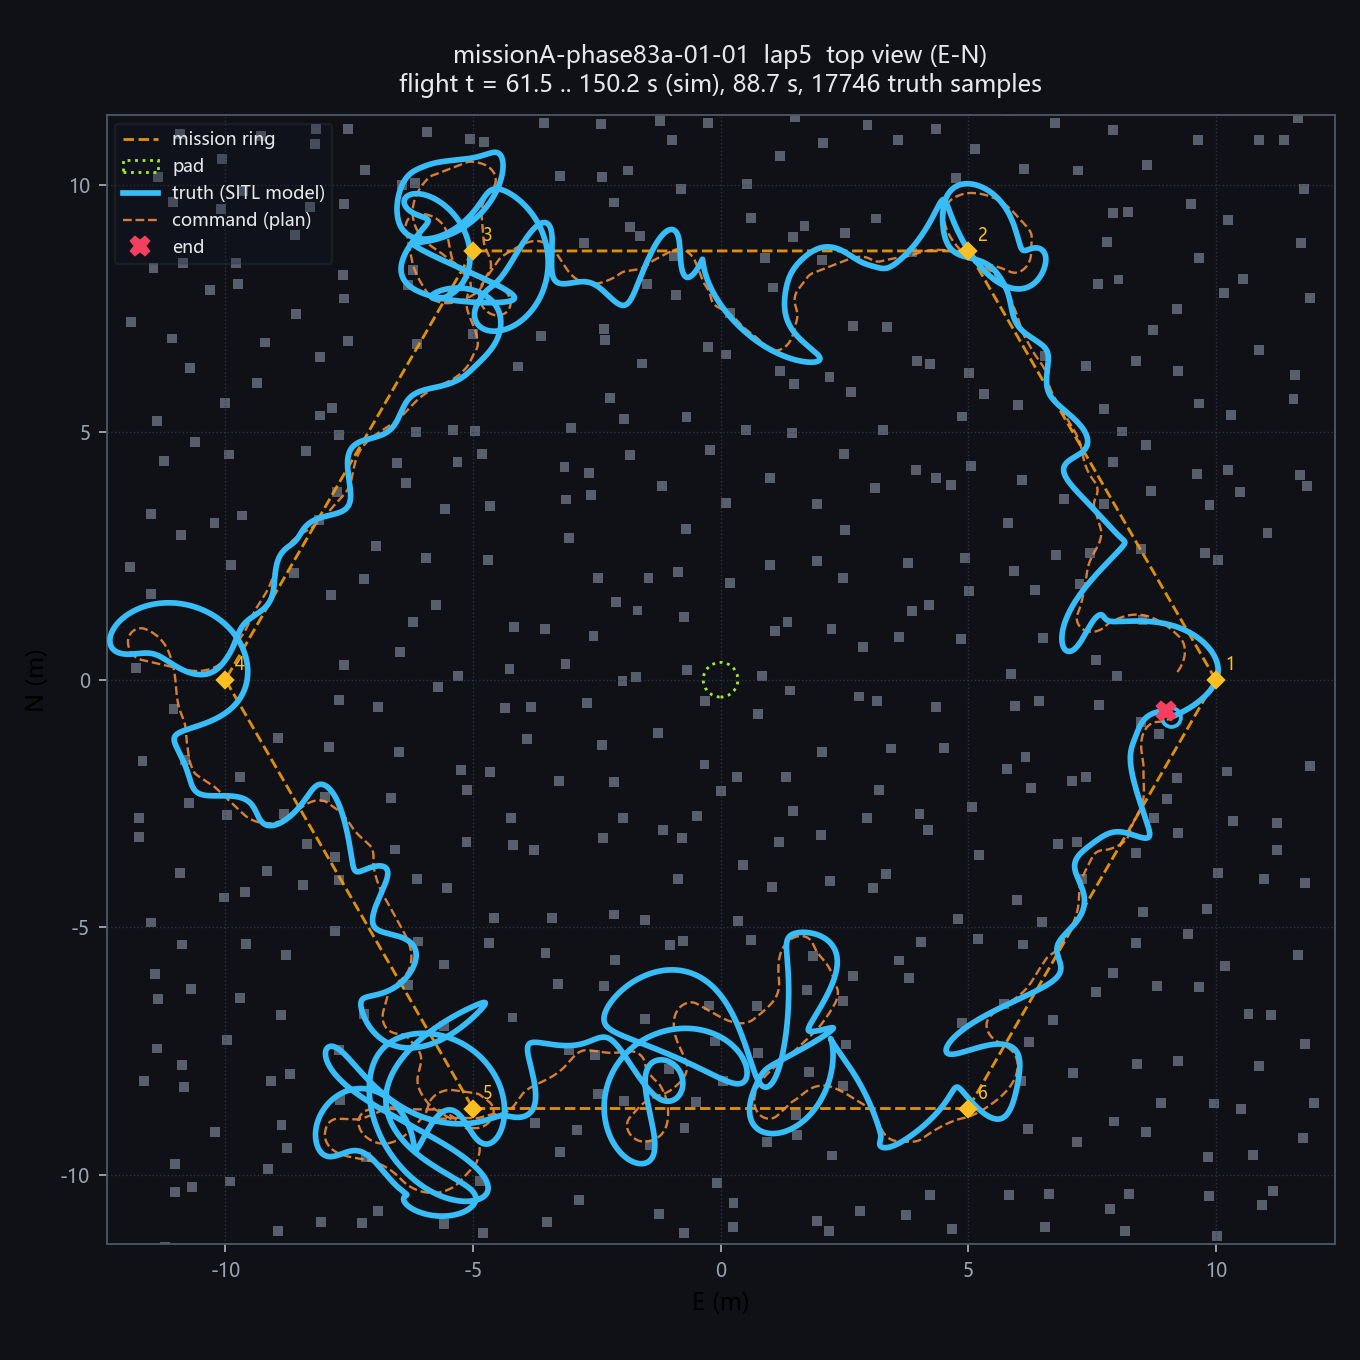 missionA-phase83a-01-01  lap5  top view (E-N)
flight t = 61.5 .. 150.2 s (sim), 88.7 s, 17746 truth samples
mission ring
pad
truth (SITL model)
command (plan)
end
3
2
4
1
5
6
10
5
0
-5
-10
N (m)
-10
-5
0
5
10
E (m)